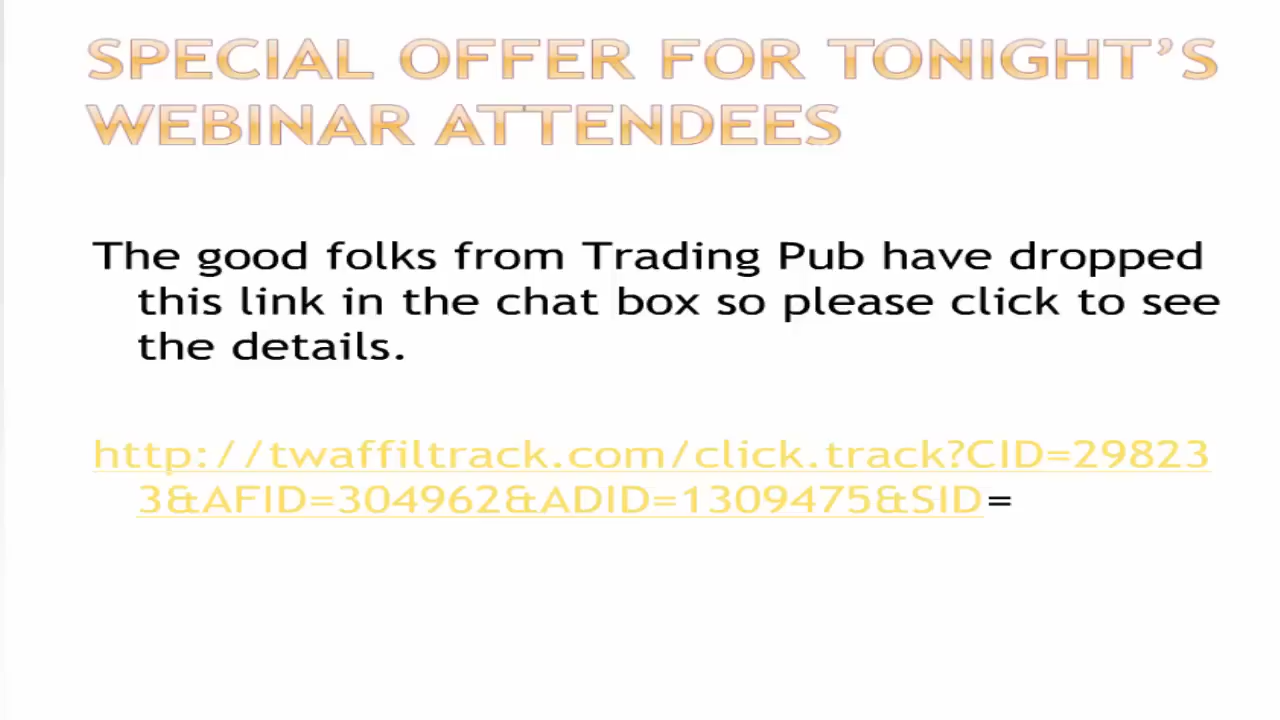 SPECIAL OFFER FOR TONIGHT’S
WEBINAR ATTENDEES
The good folks from Trading Pub have dropped
this link in the chat box so please click to see
the details.
http://twaffiltrack.com/click.track?CID=29823
3&AFID=304962&ADID=1309475&SID=